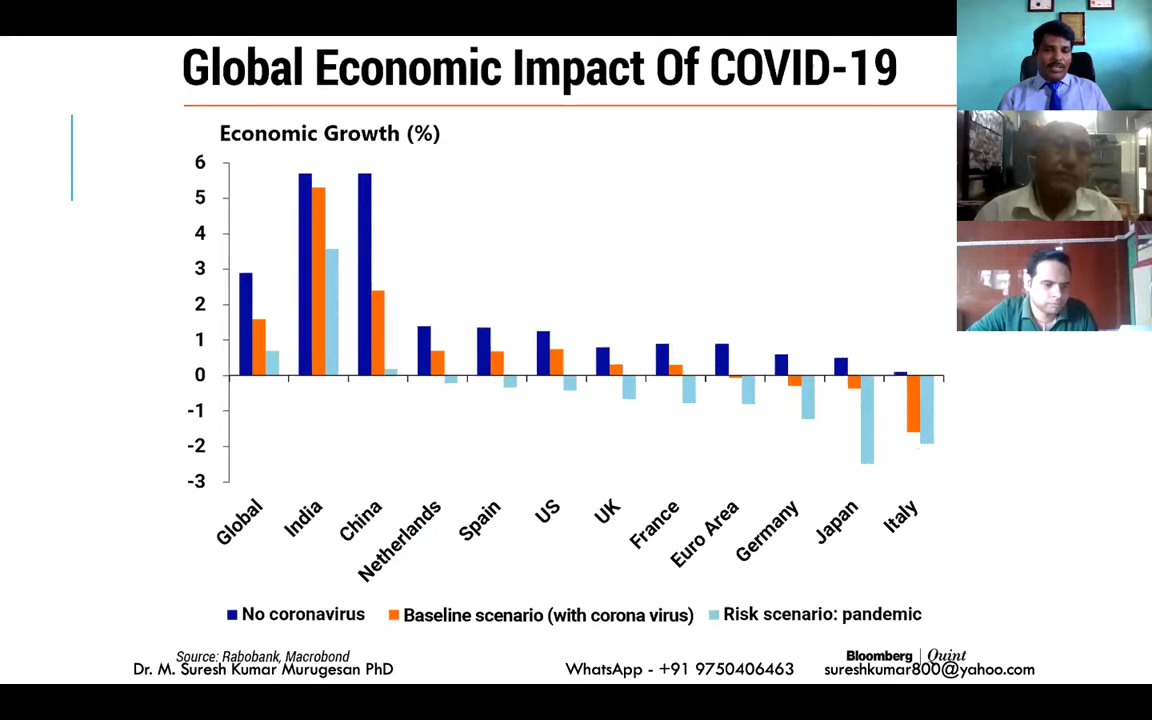 Global Economic Impact Of COVID-19
Economic Growth (%)
6
5
4
3
2
1
0
-1
-2
-3
Global India China Netherlands Spain US UK France Euro Area Germany Japan Italy
No coronavirus Baseline scenario (with corona virus) Risk scenario: pandemic
Source: Rabobank, Macrobond
Bloomberg | Quint
Dr. M. Suresh Kumar Murugesan PhD WhatsApp - +91 9750406463 sureshkumar800@yahoo.com